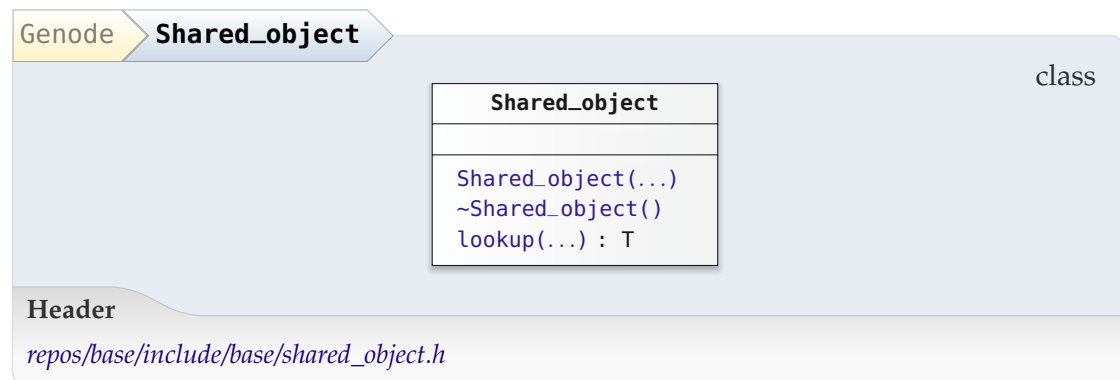 Genode Shared_object
class
Shared_object
Shared_object(...)
~Shared_object()
lookup(...) : T
Header
repos/base/include/base/shared_object.h